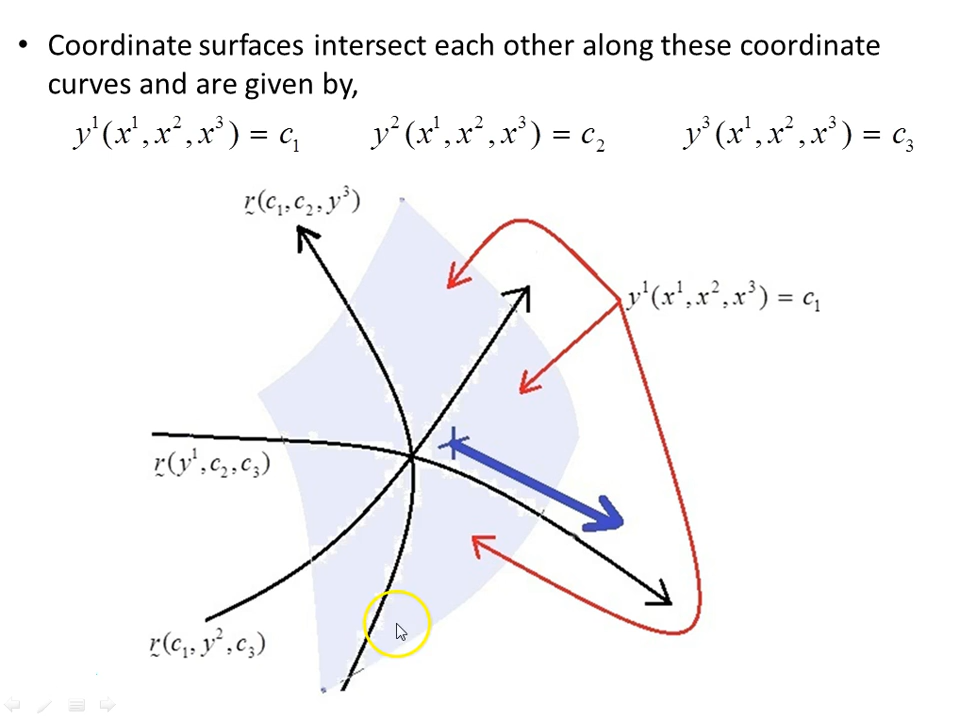 • Coordinate surfaces intersect each other along these coordinate
curves and are given by,
y¹(x¹,x²,x³) = c₁ y²(x¹,x²,x³) = c₂ y³(x¹,x²,x³) = c₃
r̰(c₁,c₂,y³)
y¹(x¹,x²,x³) = c₁
r̰(y¹,c₂,c₃)
r̰(c₁,y²,c₃)